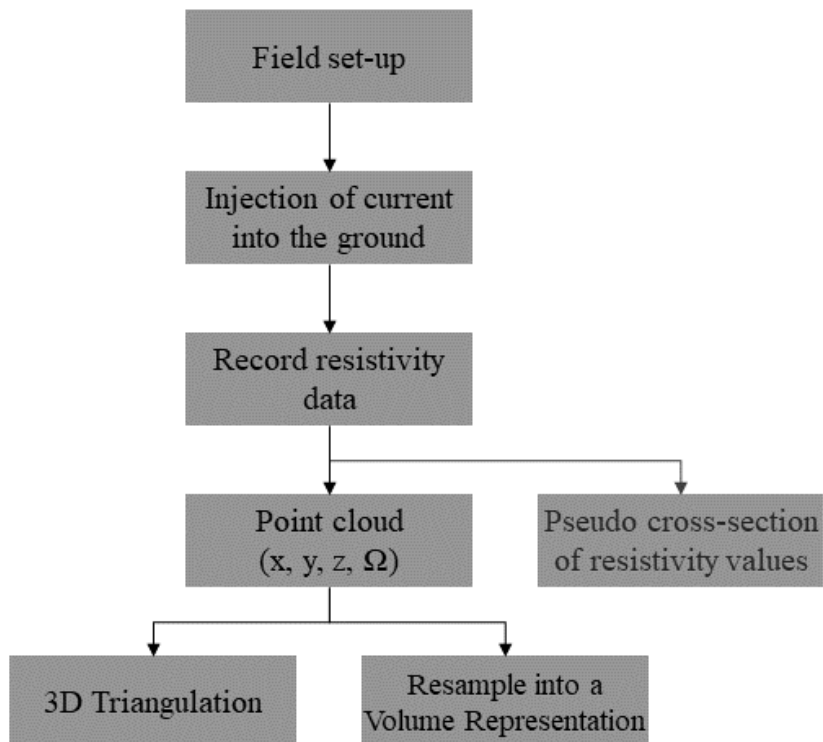 Field set-up
Injection of current
into the ground
Record resistivity
data
Point cloud
(x, y, z, Ω)
Pseudo cross-section
of resistivity values
3D Triangulation
Resample into a
Volume Representation